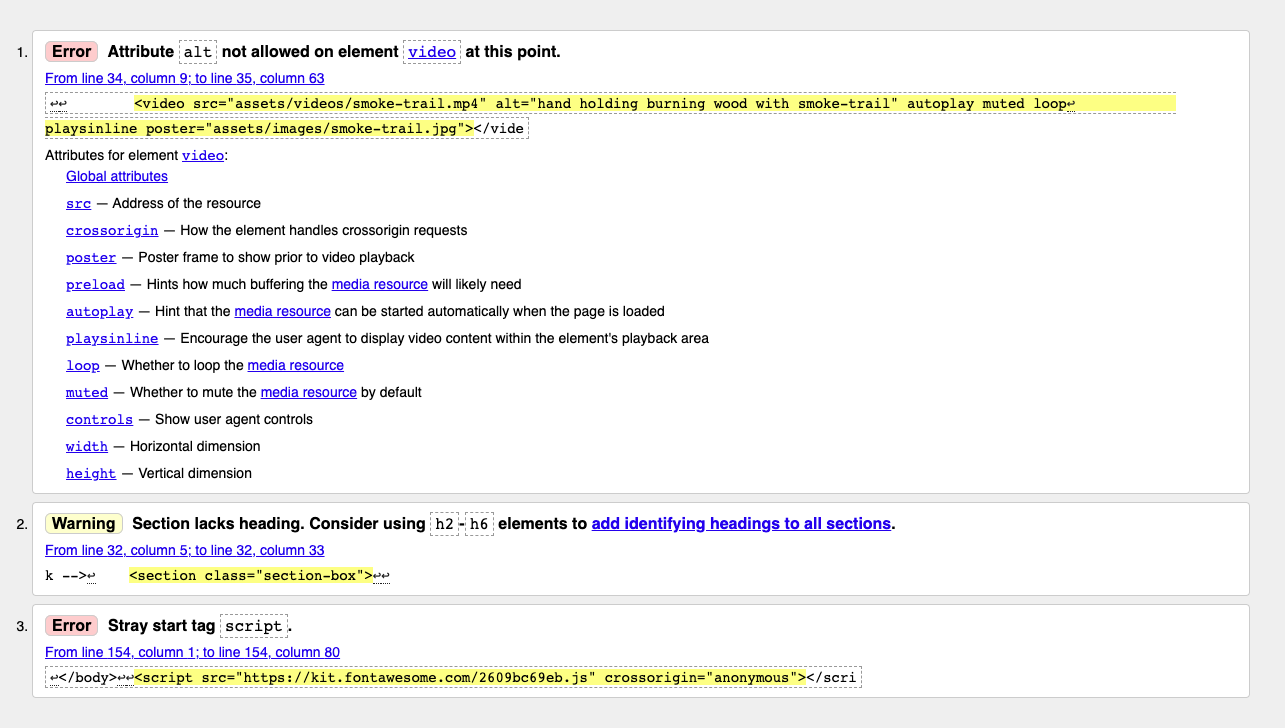 1. Error Attribute alt not allowed on element video at this point.
From line 34, column 9; to line 35, column 63
↩↩        <video src="assets/videos/smoke-trail.mp4" alt="hand holding burning wood with smoke-trail" autoplay muted loop↩
playsinline poster="assets/images/smoke-trail.jpg"></vide
Attributes for element video:
Global attributes
src — Address of the resource
crossorigin — How the element handles crossorigin requests
poster — Poster frame to show prior to video playback
preload — Hints how much buffering the media resource will likely need
autoplay — Hint that the media resource can be started automatically when the page is loaded
playsinline — Encourage the user agent to display video content within the element's playback area
loop — Whether to loop the media resource
muted — Whether to mute the media resource by default
controls — Show user agent controls
width — Horizontal dimension
height — Vertical dimension
2. Warning Section lacks heading. Consider using h2-h6 elements to add identifying headings to all sections.
From line 32, column 5; to line 32, column 33
k -->↩    <section class="section-box">↩↩
3. Error Stray start tag script.
From line 154, column 1; to line 154, column 80
↩</body>↩↩<script src="https://kit.fontawesome.com/2609bc69eb.js" crossorigin="anonymous"></scri